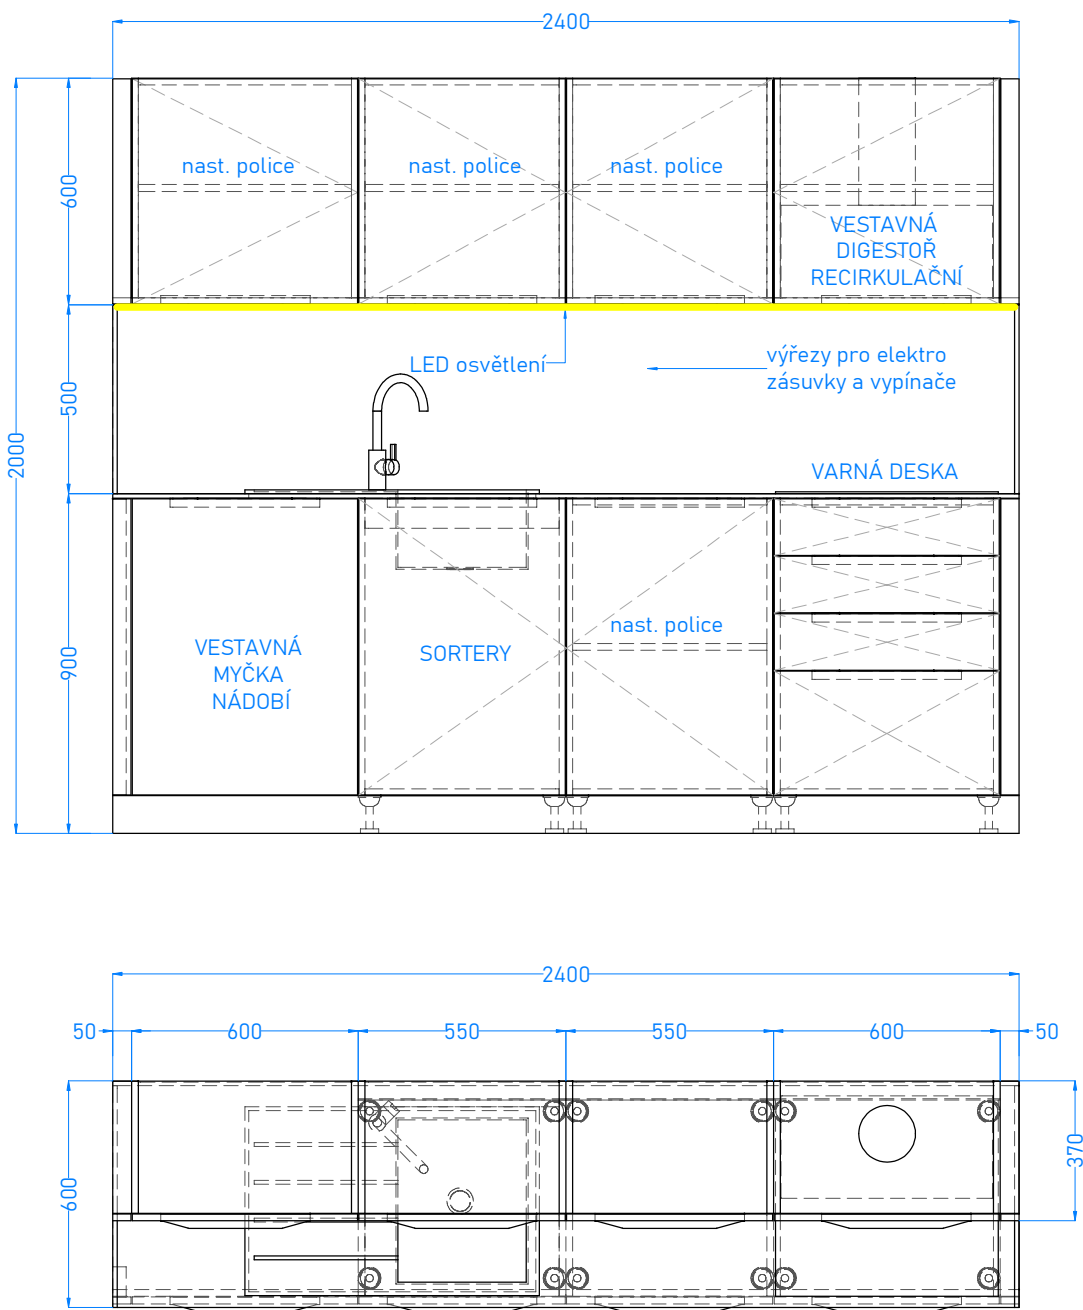 2400
nast. police
nast. police
nast. police
600
VESTAVNÁ
DIGESTOŘ
RECIRKULAČNÍ
LED osvětlení
výřezy pro elektro
zásuvky a vypínače
500
2000
VARNÁ DESKA
nast. police
VESTAVNÁ
MYČKA
NÁDOBÍ
SORTERY
900
2400
50
600
550
550
600
50
370
600